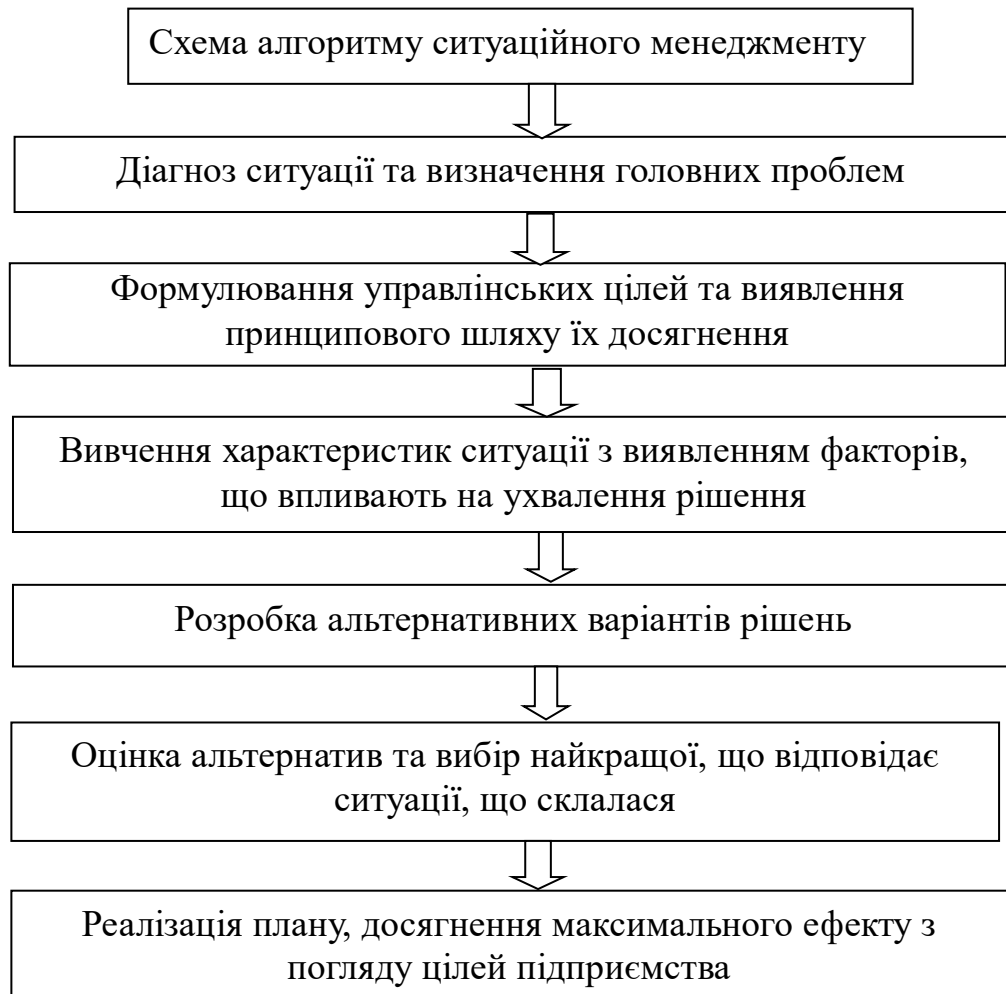 Схема алгоритму ситуаційного менеджменту
Діагноз ситуації та визначення головних проблем
Формулювання управлінських цілей та виявлення
принципового шляху їх досягнення
Вивчення характеристик ситуації з виявленням факторів,
що впливають на ухвалення рішення
Розробка альтернативних варіантів рішень
Оцінка альтернатив та вибір найкращої, що відповідає
ситуації, що склалася
Реалізація плану, досягнення максимального ефекту з
погляду цілей підприємства